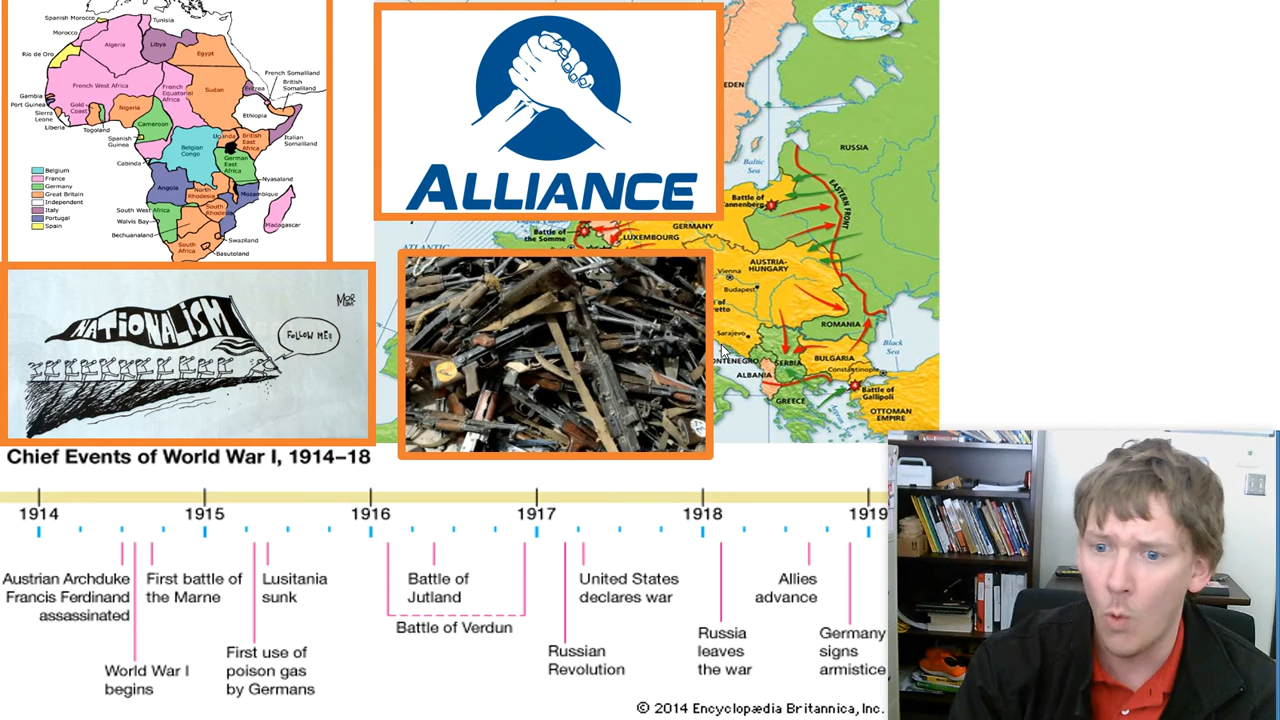 Spanish Morocco
Tunisia
Morocco
Algeria
Libya
Egypt
Rio de Oro
French West Africa
French
Equatorial
Africa
Sudan
Eritrea
French Somaliland
British
Somaliland
Gambia
Port Guinea
Sierra
Leone
Liberia
Gold
Coast
Togoland
Nigeria
Cameroon
Spanish
Guinea
Ethiopia
Italian
Somaliland
Uganda
British
East
Africa
Cabinda
Belgian
Congo
German
East
Africa
Nyasaland
Angola
North
Rhodesia
Mozambique
South West Africa
Walvis Bay
Bechuanaland
South
Rhodesia
Madagascar
Swaziland
South
Africa
Basutoland
Belgium
France
Germany
Great Britain
Independent
Italy
Portugal
Spain
ALLIANCE
EDEN
Baltic
Sea
RUSSIA
EASTERN FRONT
Battle of
Tannenberg
Battle of
the Somme
LUXEMBOURG
GERMANY
ATLANTIC
AUSTRIA-
HUNGARY
Vienna
Budapest
of
retto
Sarajevo
ROMANIA
Black
Sea
ONTENEGRO
SERBIA
BULGARIA
ALBANIA
Constantinople
Battle of
Gallipoli
GREECE
OTTOMAN
EMPIRE
NATIONALISM
FOLLOW ME!!
Chief Events of World War I, 1914–18
1914 1915 1916 1917 1918 1919
Austrian Archduke
Francis Ferdinand
assassinated
World War I
begins
First battle of
the Marne
First use of
poison gas
by Germans
Lusitania
sunk
Battle of
Jutland
Battle of Verdun
Russian
Revolution
United States
declares war
Russia
leaves
the war
Allies
advance
Germany
signs
armistice
© 2014 Encyclopædia Britannica, Inc.